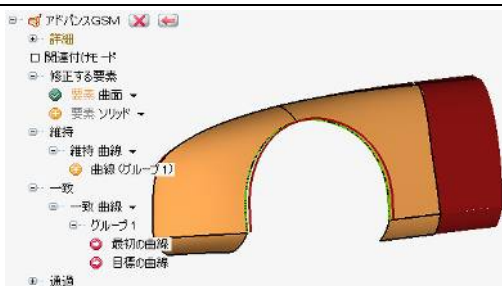 アドバンスGSM
詳細
関連付けモード
修正する要素
要素 曲面
要素 ソリッド
維持
維持 曲線
曲線 (グループ1)
一致
一致 曲線
グループ1
最初の曲線
目標の曲線
通過